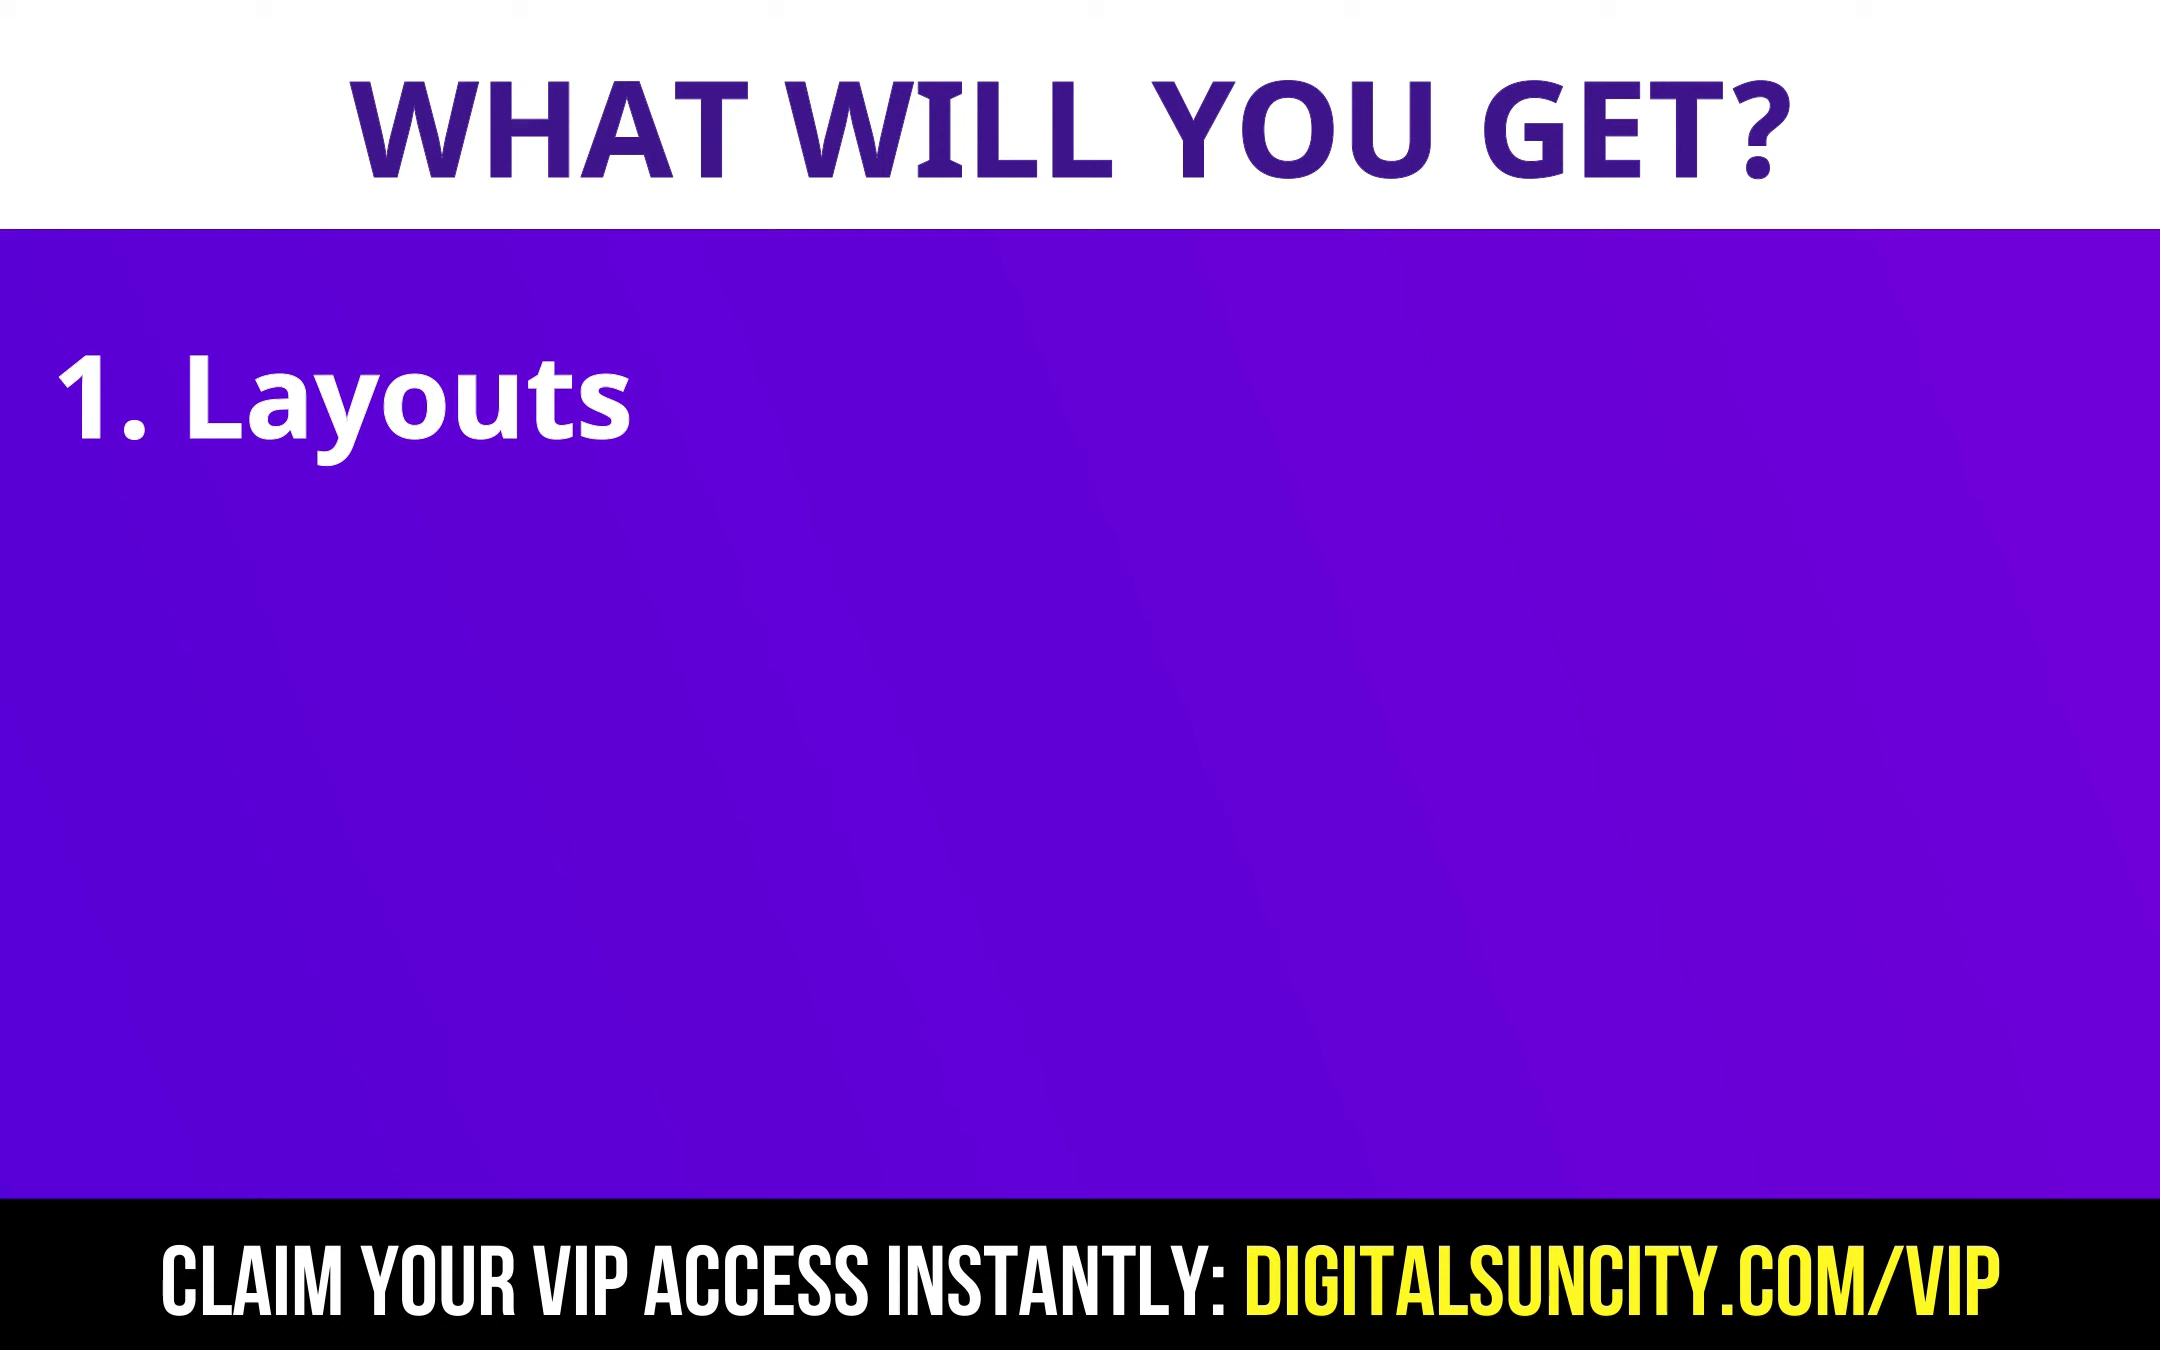 WHAT WILL YOU GET?
1. Layouts
CLAIM YOUR VIP ACCESS INSTANTLY: DIGITALSUNCITY.COM/VIP